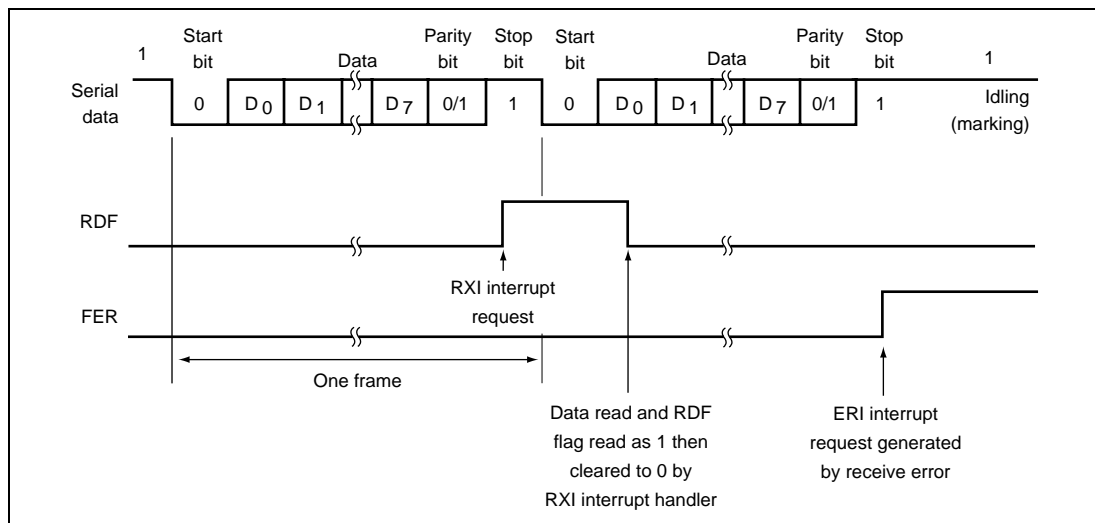 1 Start bit Data Parity bit Stop bit Start bit Data Parity bit Stop bit 1
Serial data 0 D0 D1 D7 0/1 1 0 D0 D1 D7 0/1 1 Idling (marking)
RDF
RXI interrupt
request
FER
One frame
Data read and RDF
flag read as 1 then
cleared to 0 by
RXI interrupt handler
ERI interrupt
request generated
by receive error